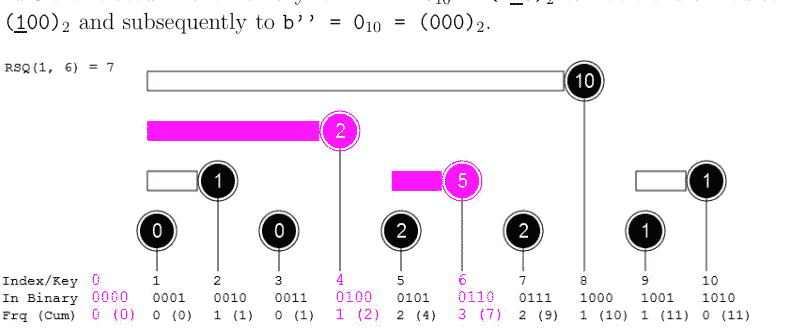 (100)₂ and subsequently to b'' = 0₁₀ = (000)₂.
RSQ(1, 6) = 7
10
2
1 5 1
0 0 2 2 1
Index/Key 0 1 2 3 4 5 6 7 8 9 10
In Binary 0000 0001 0010 0011 0100 0101 0110 0111 1000 1001 1010
Frq (Cum) 0 (0) 0 (0) 1 (1) 0 (1) 1 (2) 2 (4) 3 (7) 2 (9) 1 (10) 1 (11) 0 (11)